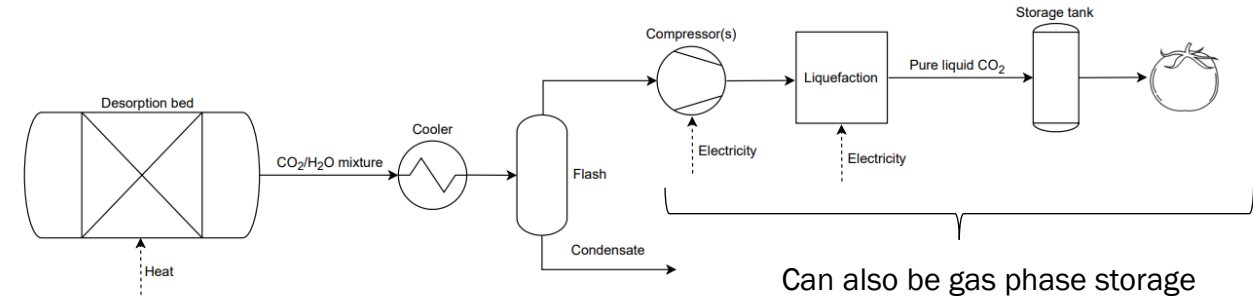 Storage tank
Compressor(s)
Liquefaction
Pure liquid CO₂
Desorption bed
Cooler
CO₂/H₂O mixture
Electricity
Electricity
Flash
Condensate
Heat
Can also be gas phase storage